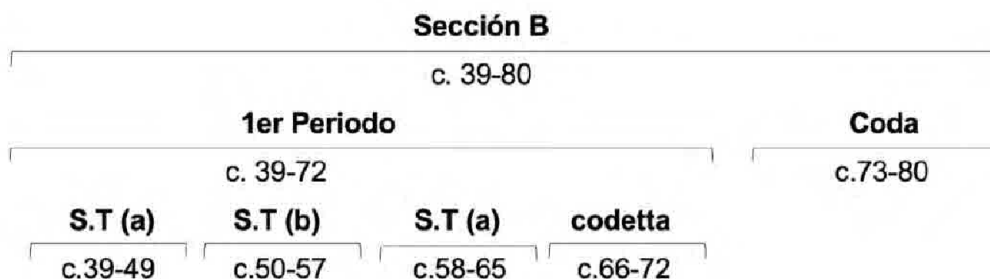 Sección B
c. 39-80
1er Periodo Coda
c. 39-72 c.73-80
S.T (a) S.T (b) S.T (a) codetta
c.39-49 c.50-57 c.58-65 c.66-72